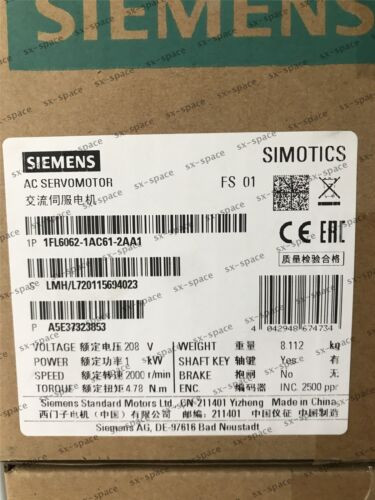 SIEMENS
SIEMENS
SIMOTICS
AC SERVOMOTOR
FS 01
交流伺服电机
1P 1FL6062-1AC61-2AA1
CE EAC
质量检验合格
S LMH/L720115694023
P A5E37323853
4 042948 674734
VOLTAGE 额定电压 208 V
WEIGHT 重量 8.112 kg
POWER 额定功率 1 kW
SHAFT KEY 轴键 Yes 有
SPEED 额定转速 2000 r/min
BRAKE 抱闸 No 无
TORQUE 额定扭矩 4.78 N.m
ENC. 编码器 INC. 2500 ppr
Siemens Standard Motors Ltd. CN-211401 Yizheng Made in China
西门子电机（中国）有限公司 邮编: 211401 中国仪征 中国制造
Siemens AG, DE-97616 Bad Neustadt
sx-space